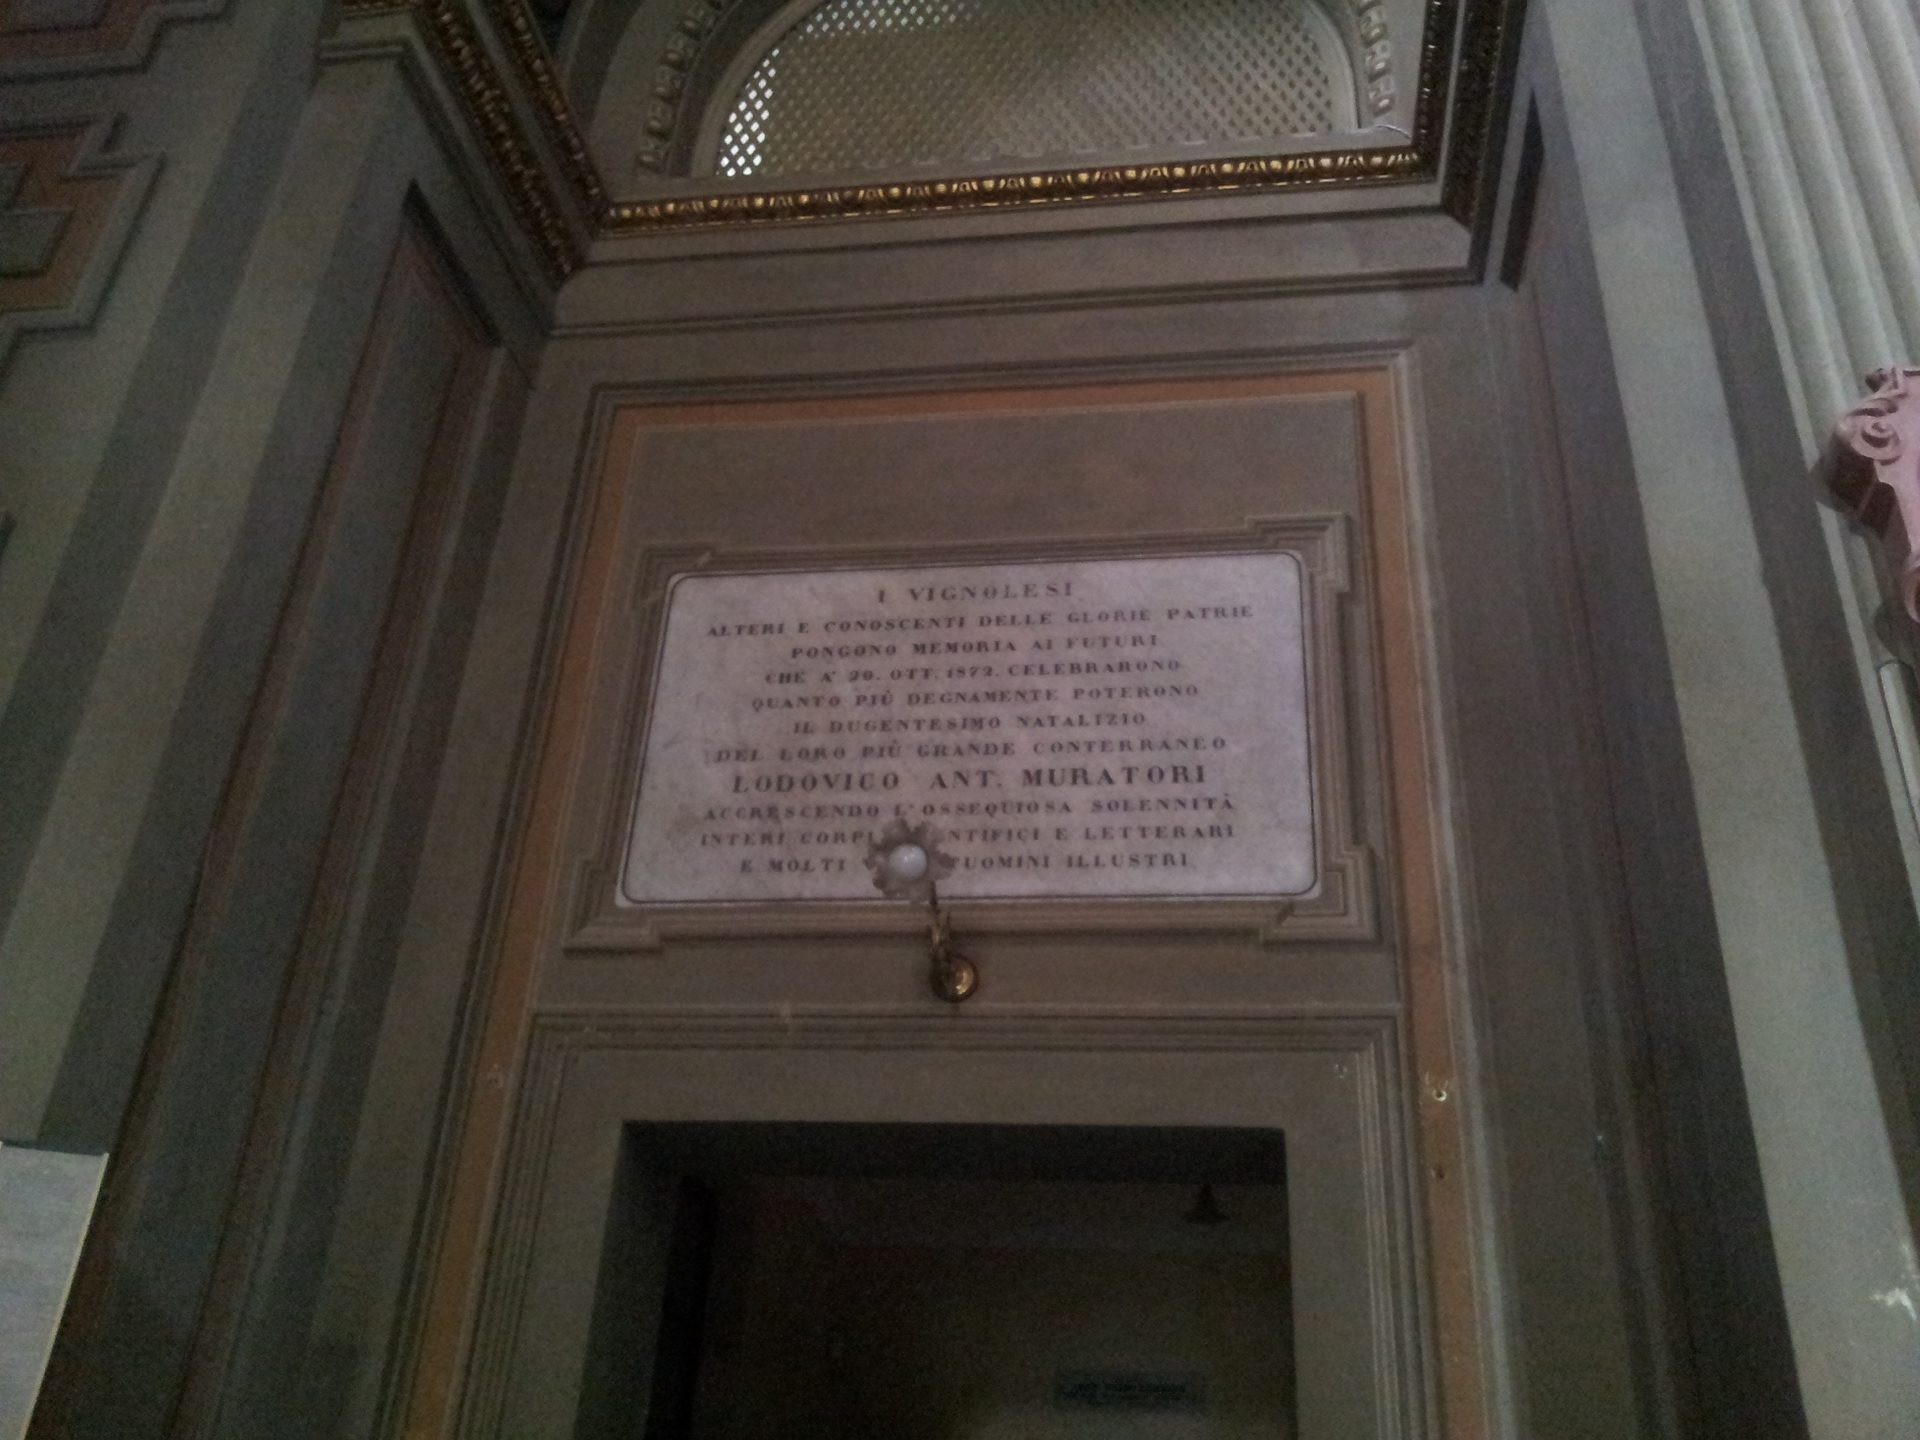 I VIGNOLESI
ALTERI E CONOSCENTI DELLE GLORIE PATRIE
PONGONO MEMORIA AI FUTURI
CHE A' 20. OTT. 1872. CELEBRARONO
QUANTO PIÙ DEGNAMENTE POTERONO
IL DUGENTESIMO NATALIZIO
DEL LORO PIÙ GRANDE CONTERRANEO
LODOVICO ANT. MURATORI
ACCRESCENDO L'OSSEQUIOSA SOLENNITÀ
INTERI CORPI E LETTERARI
E MOLTI ILLUSTRI